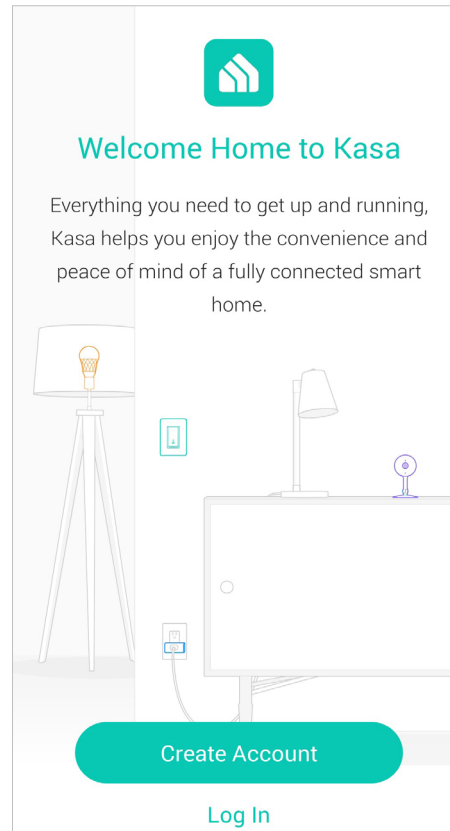 Welcome Home to Kasa
Everything you need to get up and running,
Kasa helps you enjoy the convenience and
peace of mind of a fully connected smart
home.
Create Account
Log In